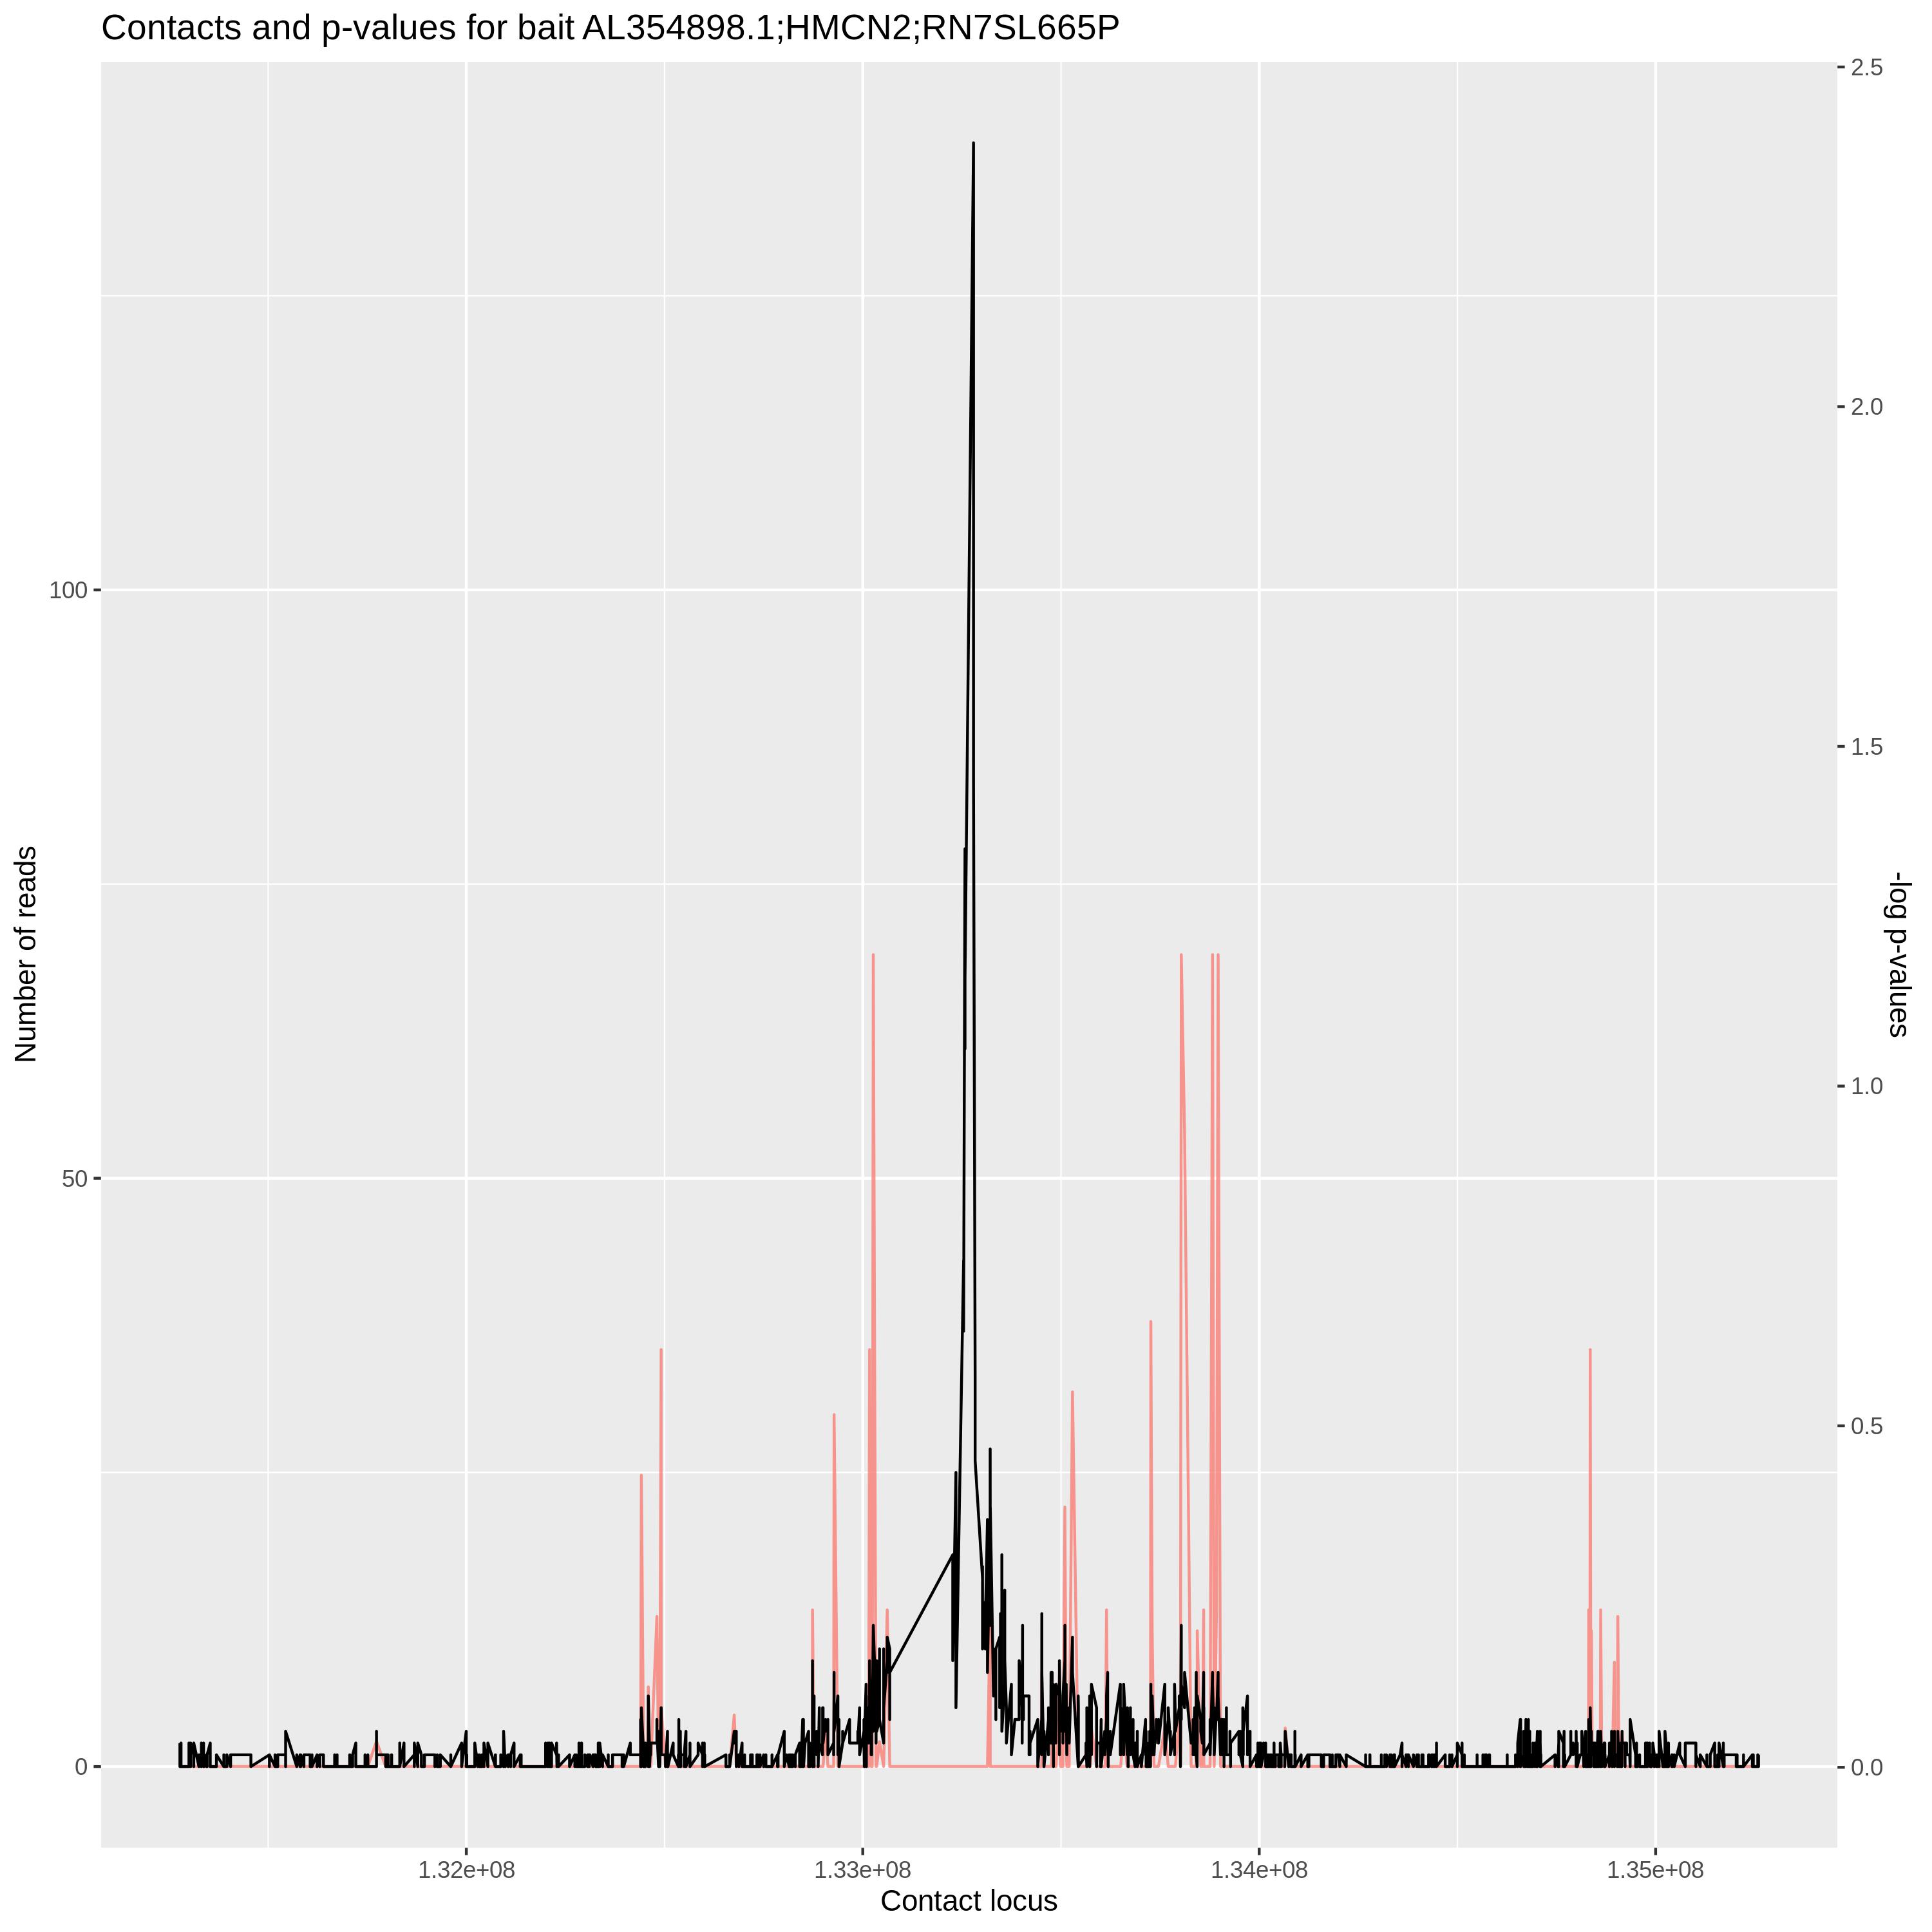 Contacts and p-values for bait AL354898.1;HMCN2;RN7SL665P
Number of reads
100
50
0
2.5
2.0
1.5
1.0
0.5
0.0
-log p-values
1.32e+08
1.33e+08
1.34e+08
1.35e+08
Contact locus